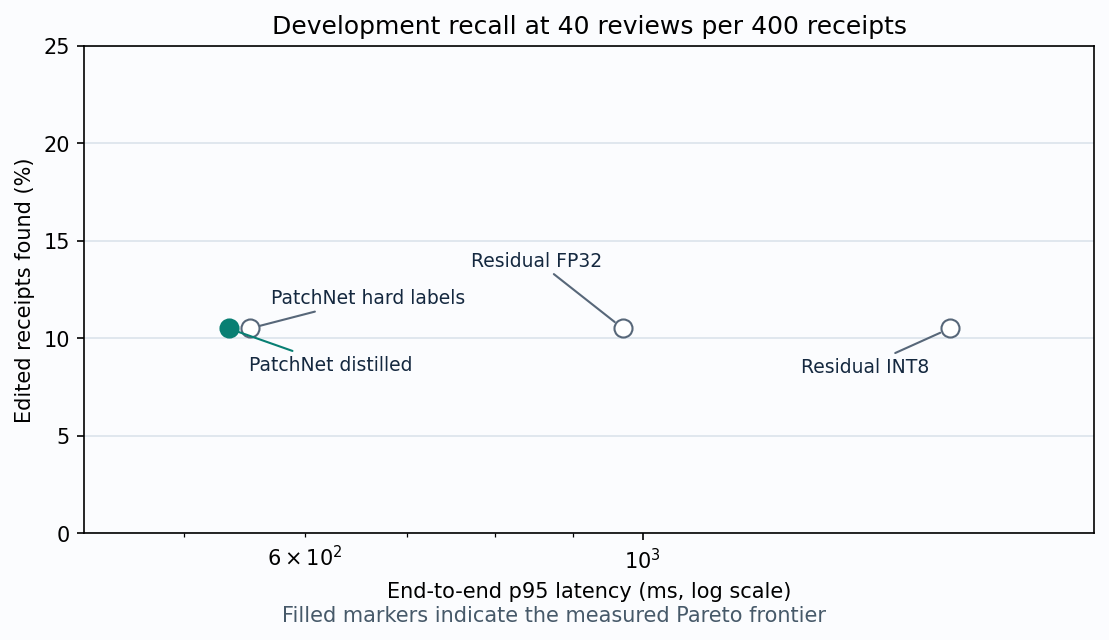 Development recall at 40 reviews per 400 receipts
Edited receipts found (%)
25
20
15
10
5
0
Residual FP32
PatchNet hard labels
PatchNet distilled
Residual INT8
6 × 10²
10³
End-to-end p95 latency (ms, log scale)
Filled markers indicate the measured Pareto frontier